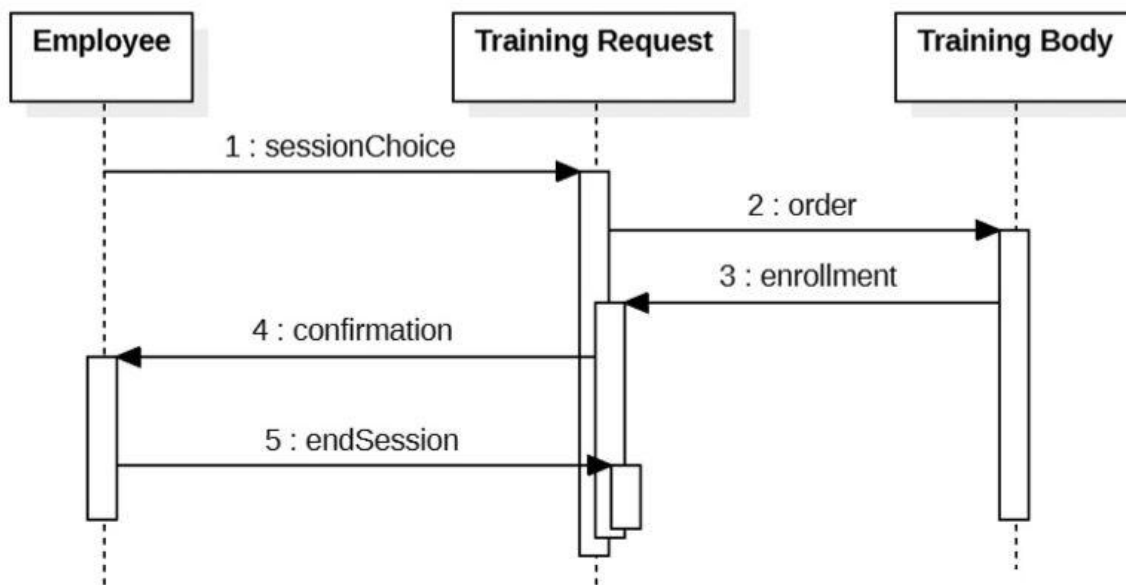 Employee
Training Request
Training Body
1 : sessionChoice
2 : order
3 : enrollment
4 : confirmation
5 : endSession